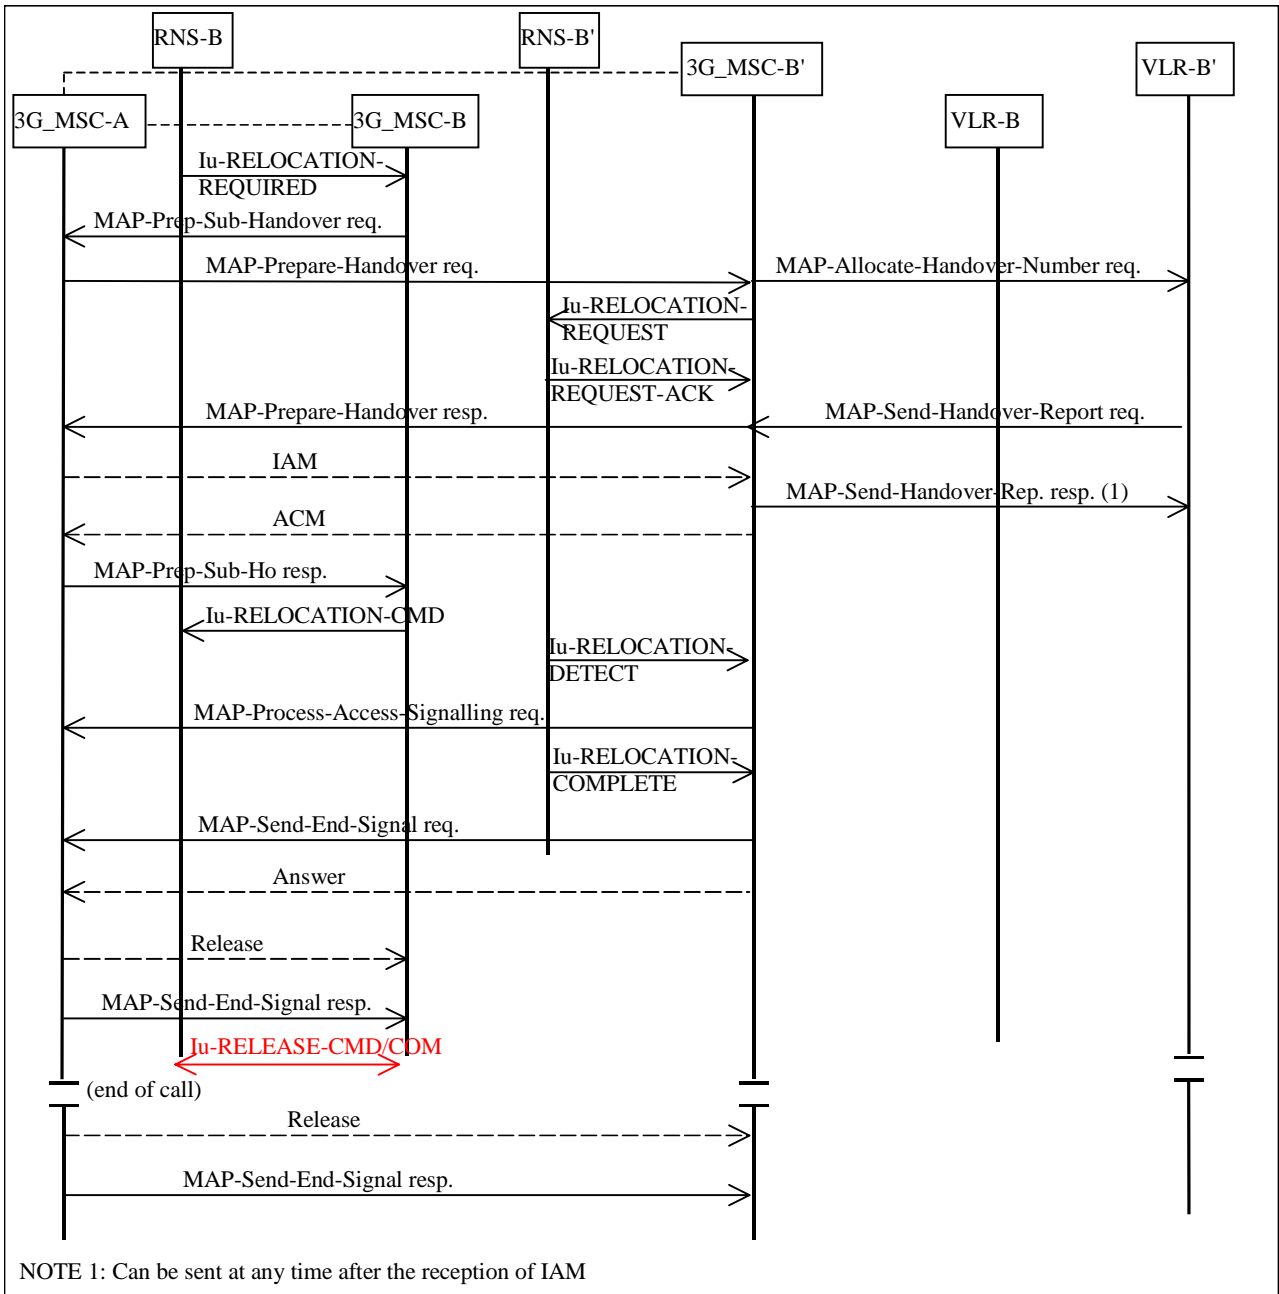 RNS-B
RNS-B'
3G_MSC-B'
VLR-B'
3G_MSC-A
3G_MSC-B
VLR-B
Iu-RELOCATION-
REQUIRED
MAP-Prep-Sub-Handover req.
MAP-Prepare-Handover req.
MAP-Allocate-Handover-Number req.
Iu-RELOCATION-
REQUEST
Iu-RELOCATION-
REQUEST-ACK
MAP-Prepare-Handover resp.
MAP-Send-Handover-Report req.
IAM
MAP-Send-Handover-Rep. resp. (1)
ACM
MAP-Prep-Sub-Ho resp.
Iu-RELOCATION-CMD
Iu-RELOCATION-
DETECT
MAP-Process-Access-Signalling req.
Iu-RELOCATION-
COMPLETE
MAP-Send-End-Signal req.
Answer
Release
MAP-Send-End-Signal resp.
Iu-RELEASE-CMD/COM
(end of call)
Release
MAP-Send-End-Signal resp.
NOTE 1: Can be sent at any time after the reception of IAM